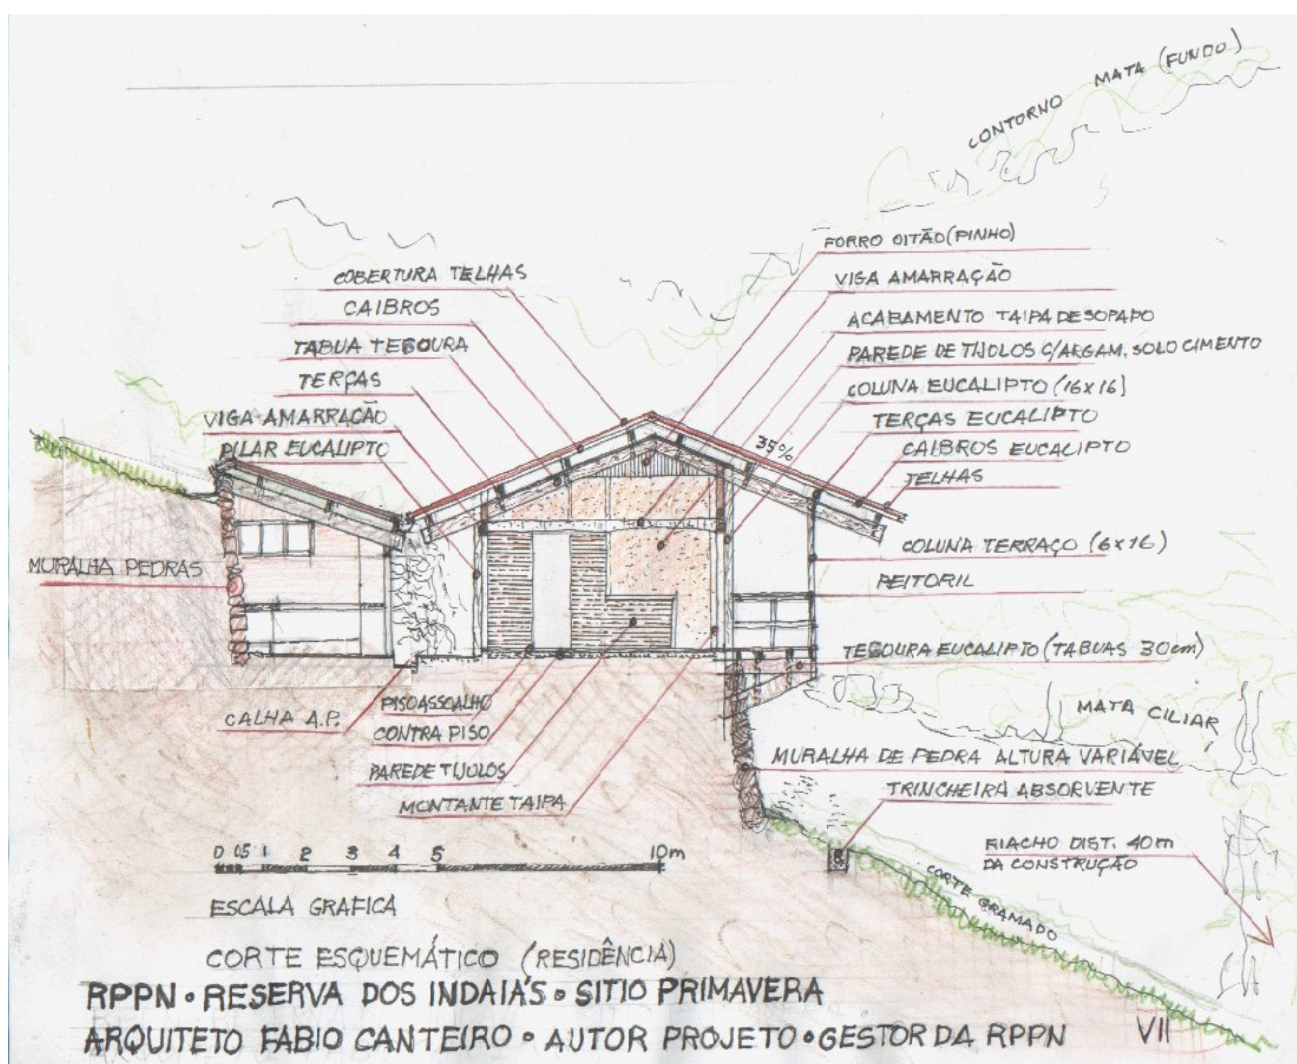 CONTORNO MATA (FUNDO)
FORRO OITÃO (PINHO)
VIGA AMARRAÇÃO
ACABAMENTO TAIPA DE SOPAPO
PAREDE DE TIJOLOS C/ARGAM. SOLO CIMENTO
COLUNA EUCALIPTO (16x16)
TERÇAS EUCALIPTO
CAIBROS EUCALIPTO
TELHAS
35%
COBERTURA TELHAS
CAIBROS
TABUA TESOURA
TERÇAS
VIGA AMARRAÇÃO
PILAR EUCALIPTO
MURALHA PEDRAS
COLUNA TERRAÇO (6x16)
PEITORIL
TESOURA EUCALIPTO (TABUAS 30cm)
MATA CILIAR
CALHA A.P.
PISO ASSOALHO
CONTRA PISO
PAREDE TIJOLOS
MONTANTE TAIPA
MURALHA DE PEDRA ALTURA VARIÁVEL
TRINCHEIRA ABSORVENTE
RIACHO DIST. 40m
DA CONSTRUÇÃO
CORTE GRAMADO
0 05 1 2 3 4 5 10m
ESCALA GRAFICA
CORTE ESQUEMÁTICO (RESIDÊNCIA)
RPPN • RESERVA DOS INDAIÁ'S • SITIO PRIMAVERA
ARQUITETO FABIO CANTEIRO • AUTOR PROJETO • GESTOR DA RPPN VII